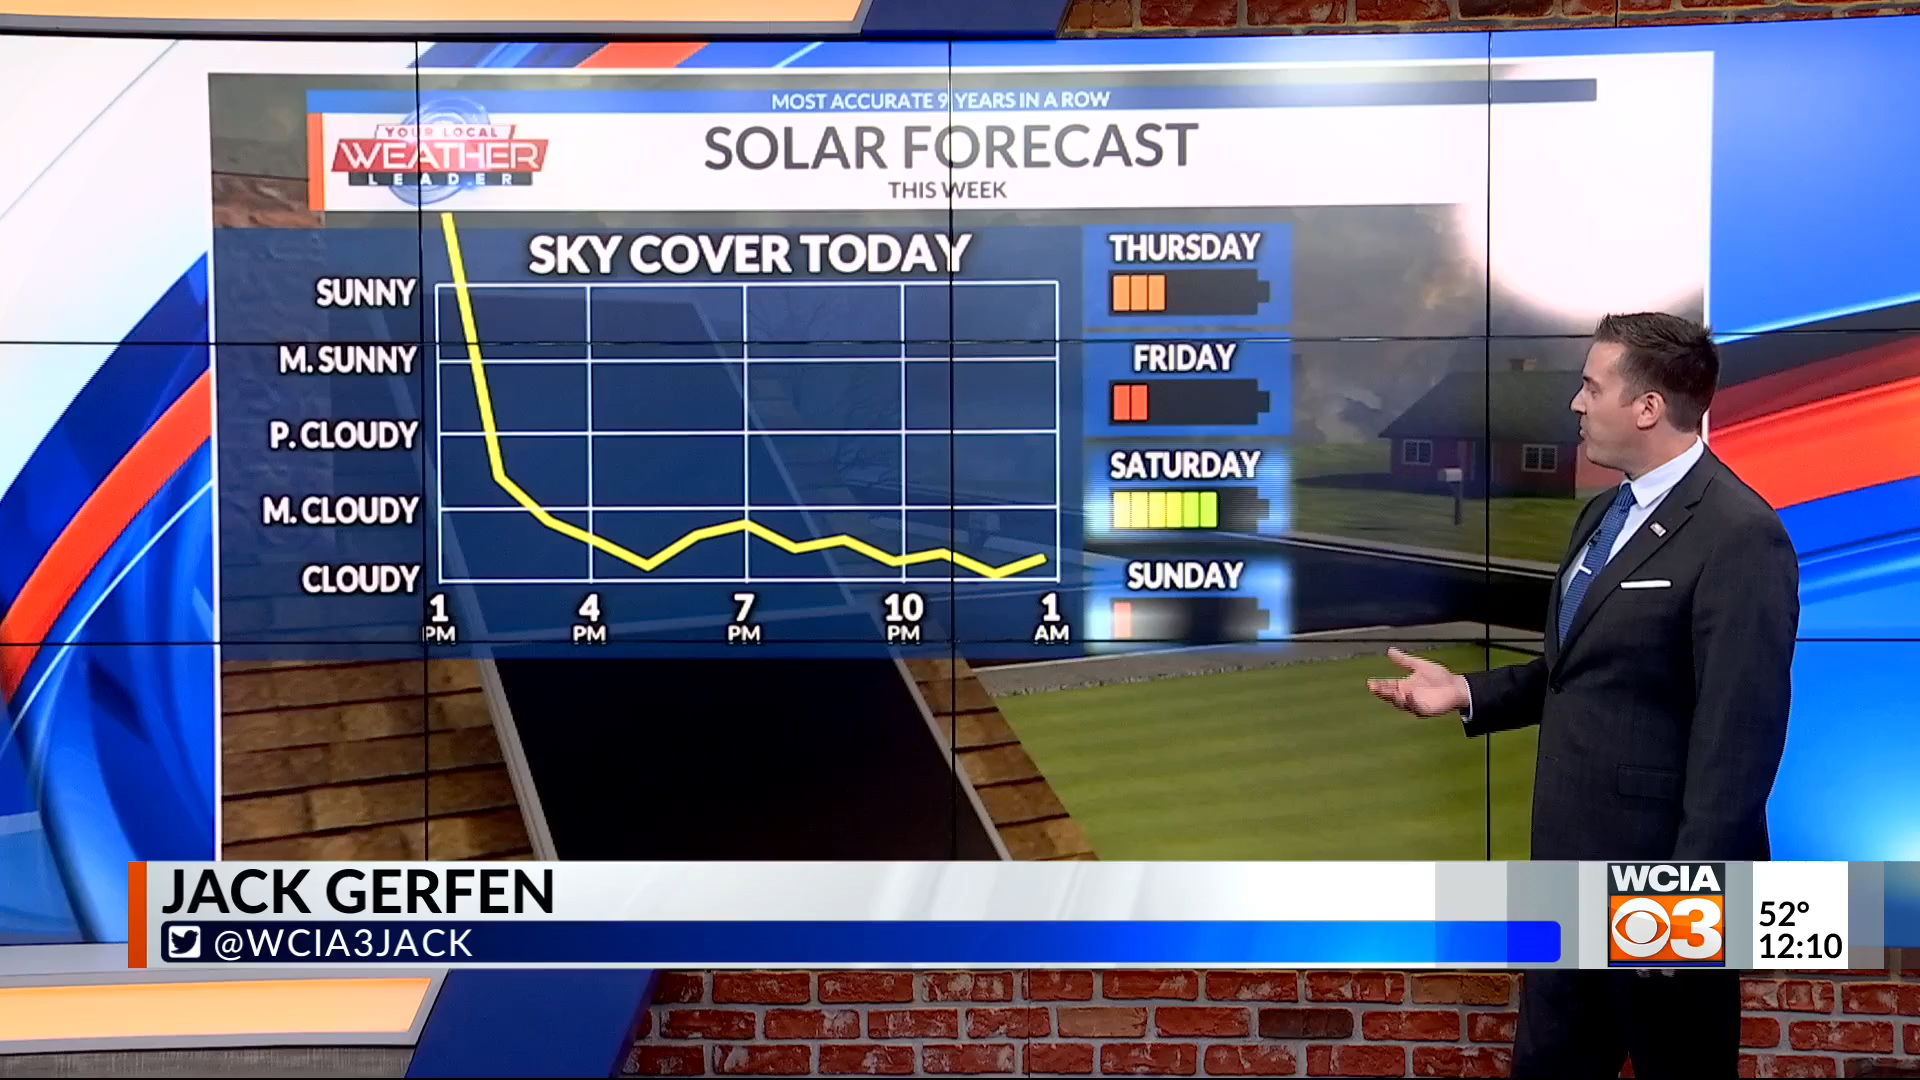 MOST ACCURATE 9 YEARS IN A ROW
YOUR LOCAL
WEATHER
LEADER
SOLAR FORECAST
THIS WEEK
SKY COVER TODAY
SUNNY
M. SUNNY
P. CLOUDY
M. CLOUDY
CLOUDY
1 PM
4 PM
7 PM
10 PM
1 AM
THURSDAY
FRIDAY
SATURDAY
SUNDAY
JACK GERFEN
@WCIA3JACK
WCIA
3
52°
12:10